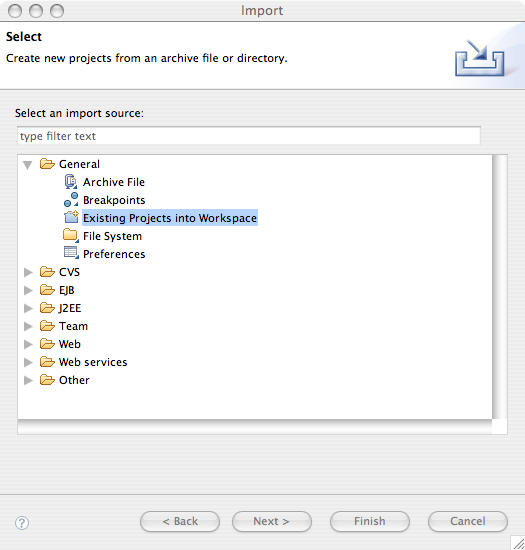 Import
Select
Create new projects from an archive file or directory.
Select an import source:
type filter text
General
Archive File
Breakpoints
Existing Projects into Workspace
File System
Preferences
CVS
EJB
J2EE
Team
Web
Web services
Other
?
< Back
Next >
Finish
Cancel